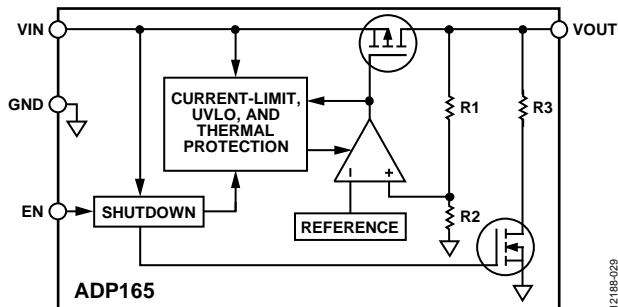 VIN
VOUT
GND
CURRENT-LIMIT,
UVLO, AND
THERMAL
PROTECTION
R1
R3
–
+
EN
SHUTDOWN
REFERENCE
R2
ADP165
12188-029